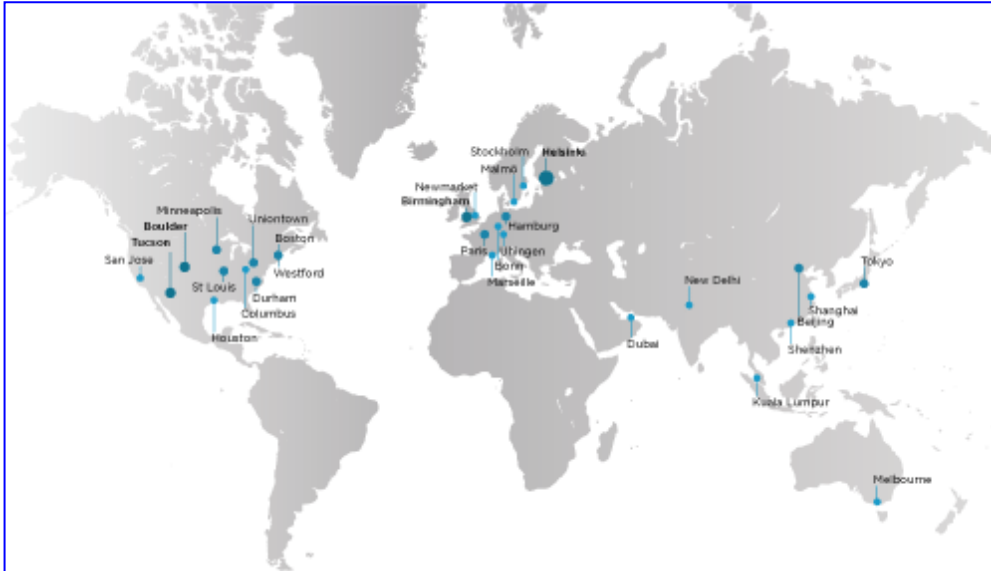 Stockholm
Helsinki
Malmö
Newmarket
Birmingham
Minneapolis
Uniontown
Boulder
Hamburg
Boston
Tucson
Paris
Uhingen
San Jose
Westford
Bonn
Tokyo
New Delhi
Marseille
St Louis
Durham
Columbus
Shanghai
Beijing
Houston
Dubai
Shenzhen
Kuala Lumpur
Melbourne